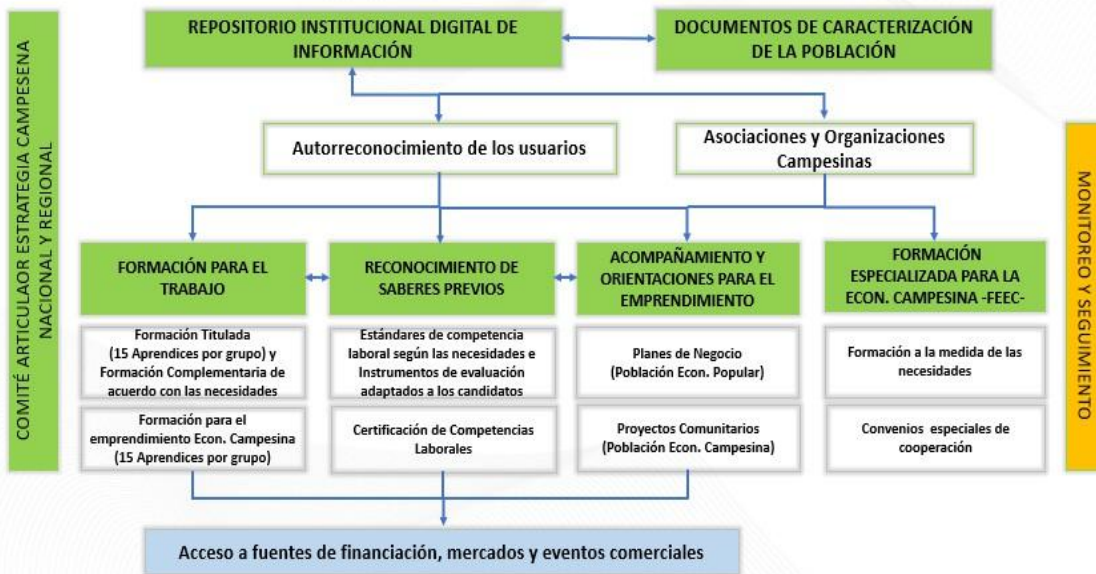 REPOSITORIO INSTITUCIONAL DIGITAL DE
INFORMACIÓN
DOCUMENTOS DE CARACTERIZACIÓN
DE LA POBLACIÓN
COMITÉ ARTICULAOR ESTRATEGIA CAMPESENA
NACIONAL Y REGIONAL
Autorreconocimiento de los usuarios
Asociaciones y Organizaciones
Campesinas
MONITOREO Y SEGUIMIENTO
FORMACIÓN PARA EL
TRABAJO
RECONOCIMIENTO DE
SABERES PREVIOS
ACOMPAÑAMIENTO Y
ORIENTACIONES PARA EL
EMPRENDIMIENTO
FORMACIÓN
ESPECIALIZADA PARA LA
ECON. CAMPESINA -FEEC-
Formación Titulada
(15 Aprendices por grupo) y
Formación Complementaria de
acuerdo con las necesidades
Estándares de competencia
laboral según las necesidades e
Instrumentos de evaluación
adaptados a los candidatos
Planes de Negocio
(Población Econ. Popular)
Formación a la medida de las
necesidades
Formación para el
emprendimiento Econ. Campesina
(15 Aprendices por grupo)
Certificación de Competencias
Laborales
Proyectos Comunitarios
(Población Econ. Campesina)
Convenios especiales de
cooperación
Acceso a fuentes de financiación, mercados y eventos comerciales